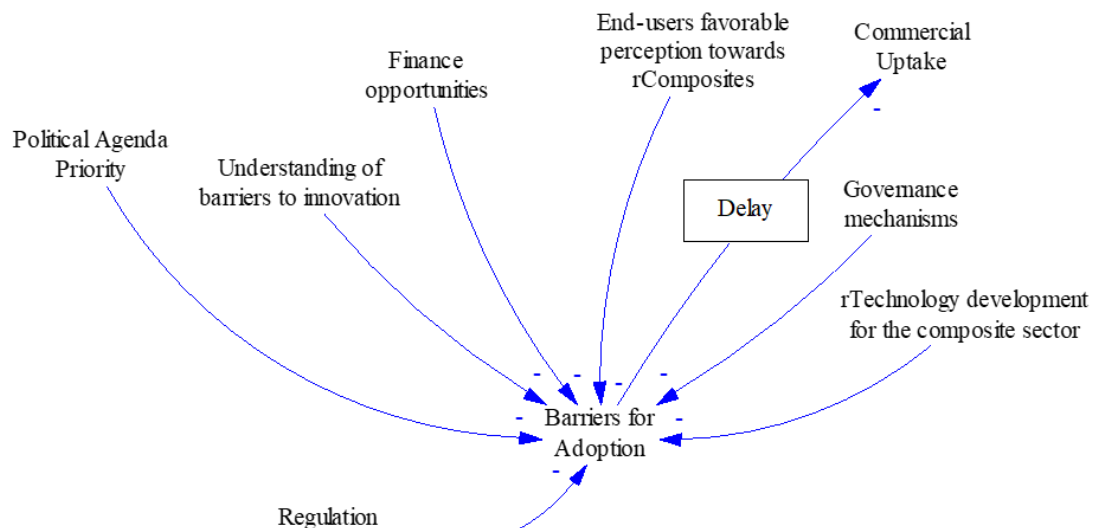 End-users favorable
perception towards
rComposites
Commercial
Uptake
Finance
opportunities
Political Agenda
Priority
Understanding of
barriers to innovation
Delay
Governance
mechanisms
rTechnology development
for the composite sector
Barriers for
Adoption
Regulation
-
-
-
-
-
-
-
-